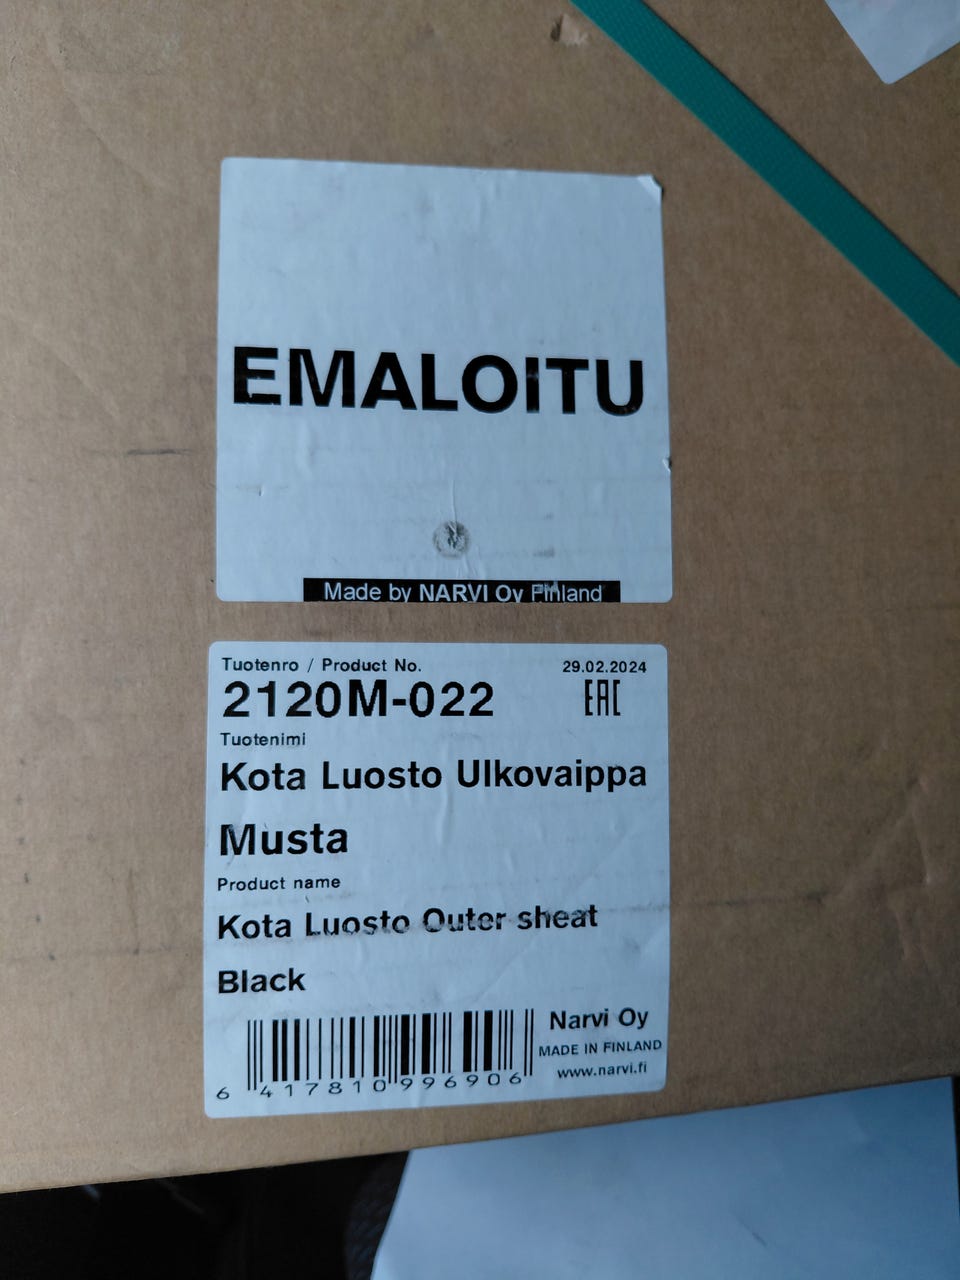 EMALOITU
Made by NARVI Oy Finland
Tuotenro / Product No. 29.02.2024
2120M-022 EAC
Tuotenimi
Kota Luosto Ulkovaippa
Musta
Product name
Kota Luosto Outer sheat
Black
Narvi Oy
MADE IN FINLAND
www.narvi.fi
6 417810 996906